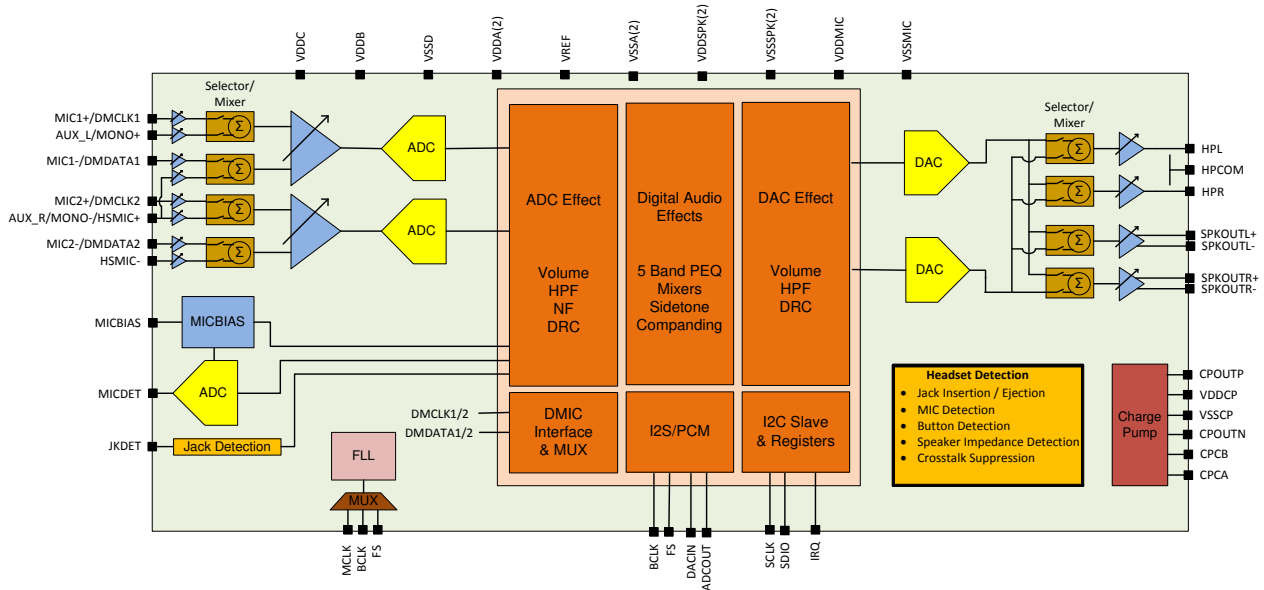 VDDC
VDDB
VSSD
VDDA(2)
VREF
VSSA(2)
VDDSPK(2)
VSSSPK(2)
VDDMIC
VSSMIC
Selector/
Mixer
MIC1+/DMCLK1
AUX_L/MONO+
MIC1-/DMDATA1
MIC2+/DMCLK2
AUX_R/MONO-/HSMIC+
MIC2-/DMDATA2
HSMIC-
Σ
Σ
Σ
Σ
ADC
ADC
ADC Effect
Volume
HPF
NF
DRC
Digital Audio
Effects
5 Band PEQ
Mixers
Sidetone
Companding
DAC Effect
Volume
HPF
DRC
DAC
DAC
Selector/
Mixer
Σ
Σ
Σ
Σ
HPL
HPCOM
HPR
SPKOUTL+
SPKOUTL-
SPKOUTR+
SPKOUTR-
MICBIAS
MICBIAS
MICDET
ADC
JKDET
Jack Detection
FLL
MUX
MCLK
BCLK
FS
DMCLK1/2
DMDATA1/2
DMIC
Interface
& MUX
I2S/PCM
I2C Slave
& Registers
BCLK
FS
DACIN
ADCOUT
SCLK
SDIO
IRQ
Headset Detection
• Jack Insertion / Ejection
• MIC Detection
• Button Detection
• Speaker Impedance Detection
• Crosstalk Suppression
Charge
Pump
CPOUTP
VDDCP
VSSCP
CPOUTN
CPCB
CPCA